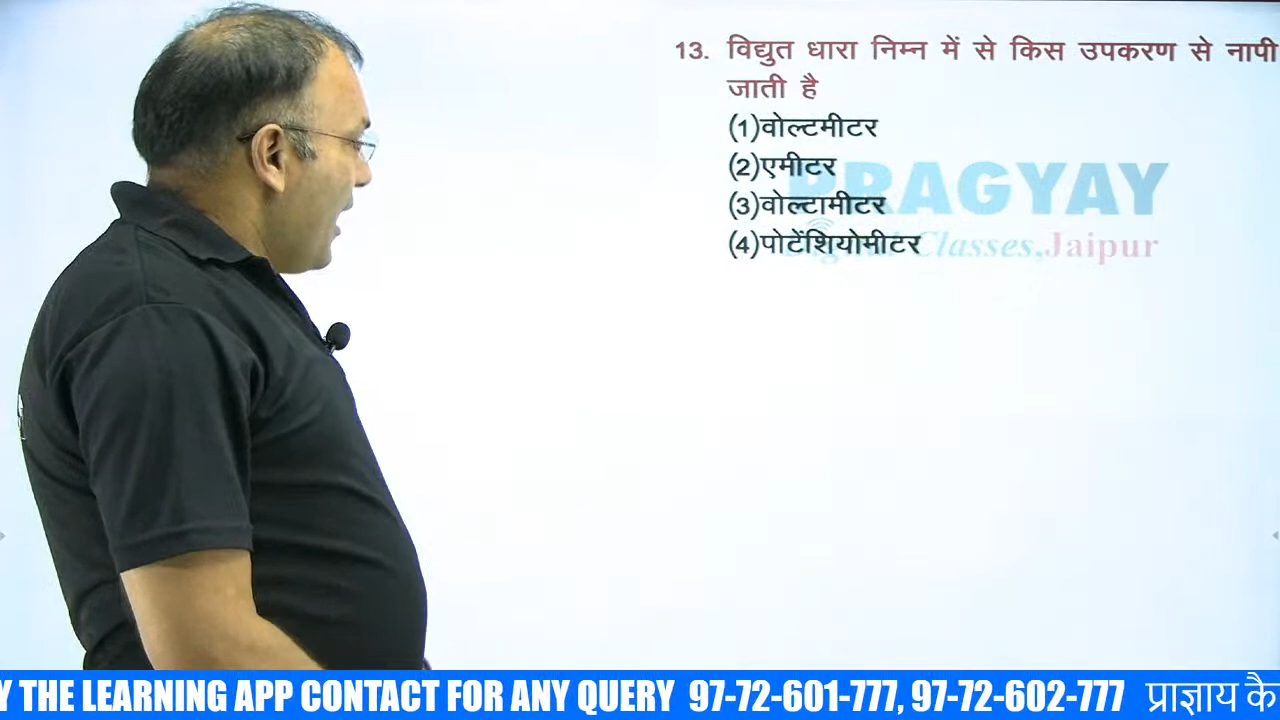 13. विद्युत धारा निम्न में से किस उपकरण से नापी
जाती है
(1)वोल्टमीटर
(2)एमीटर
(3)वोल्टामीटर
(4)पोटेंशियोमीटर
PRAGYAY
Digital Classes,Jaipur
Y THE LEARNING APP CONTACT FOR ANY QUERY 97-72-601-777, 97-72-602-777 प्राज्ञाय कै